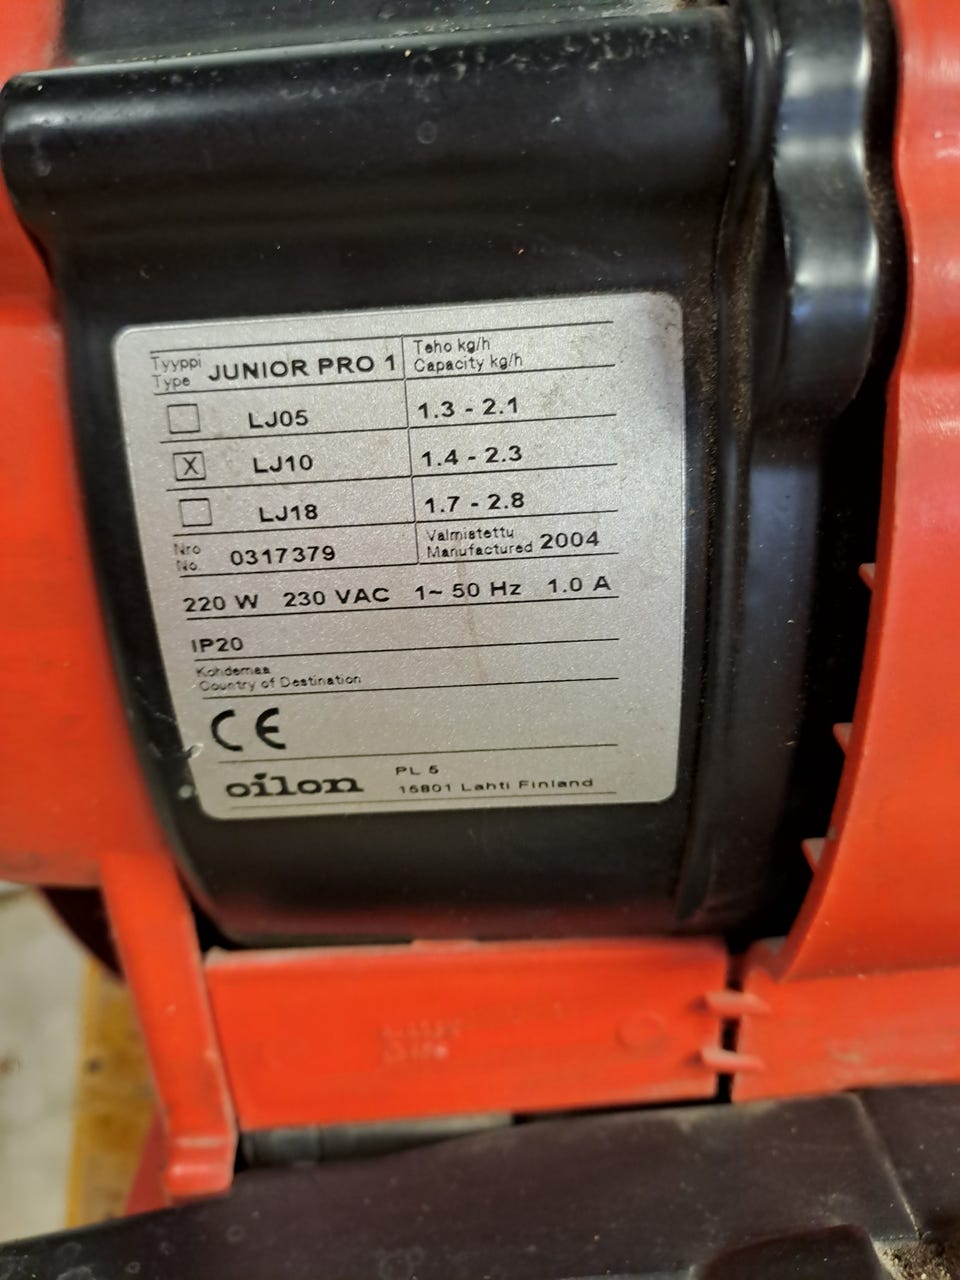 Tyyppi
Type JUNIOR PRO 1 Teho kg/h
Capacity kg/h
LJ05 1.3 - 2.1
X LJ10 1.4 - 2.3
LJ18 1.7 - 2.8
Nro
No. 0317379 Valmistettu
Manufactured 2004
220 W 230 VAC 1~ 50 Hz 1.0 A
IP20
Kohdemaa
Country of Destination
CE
oilon PL 5
15801 Lahti Finland